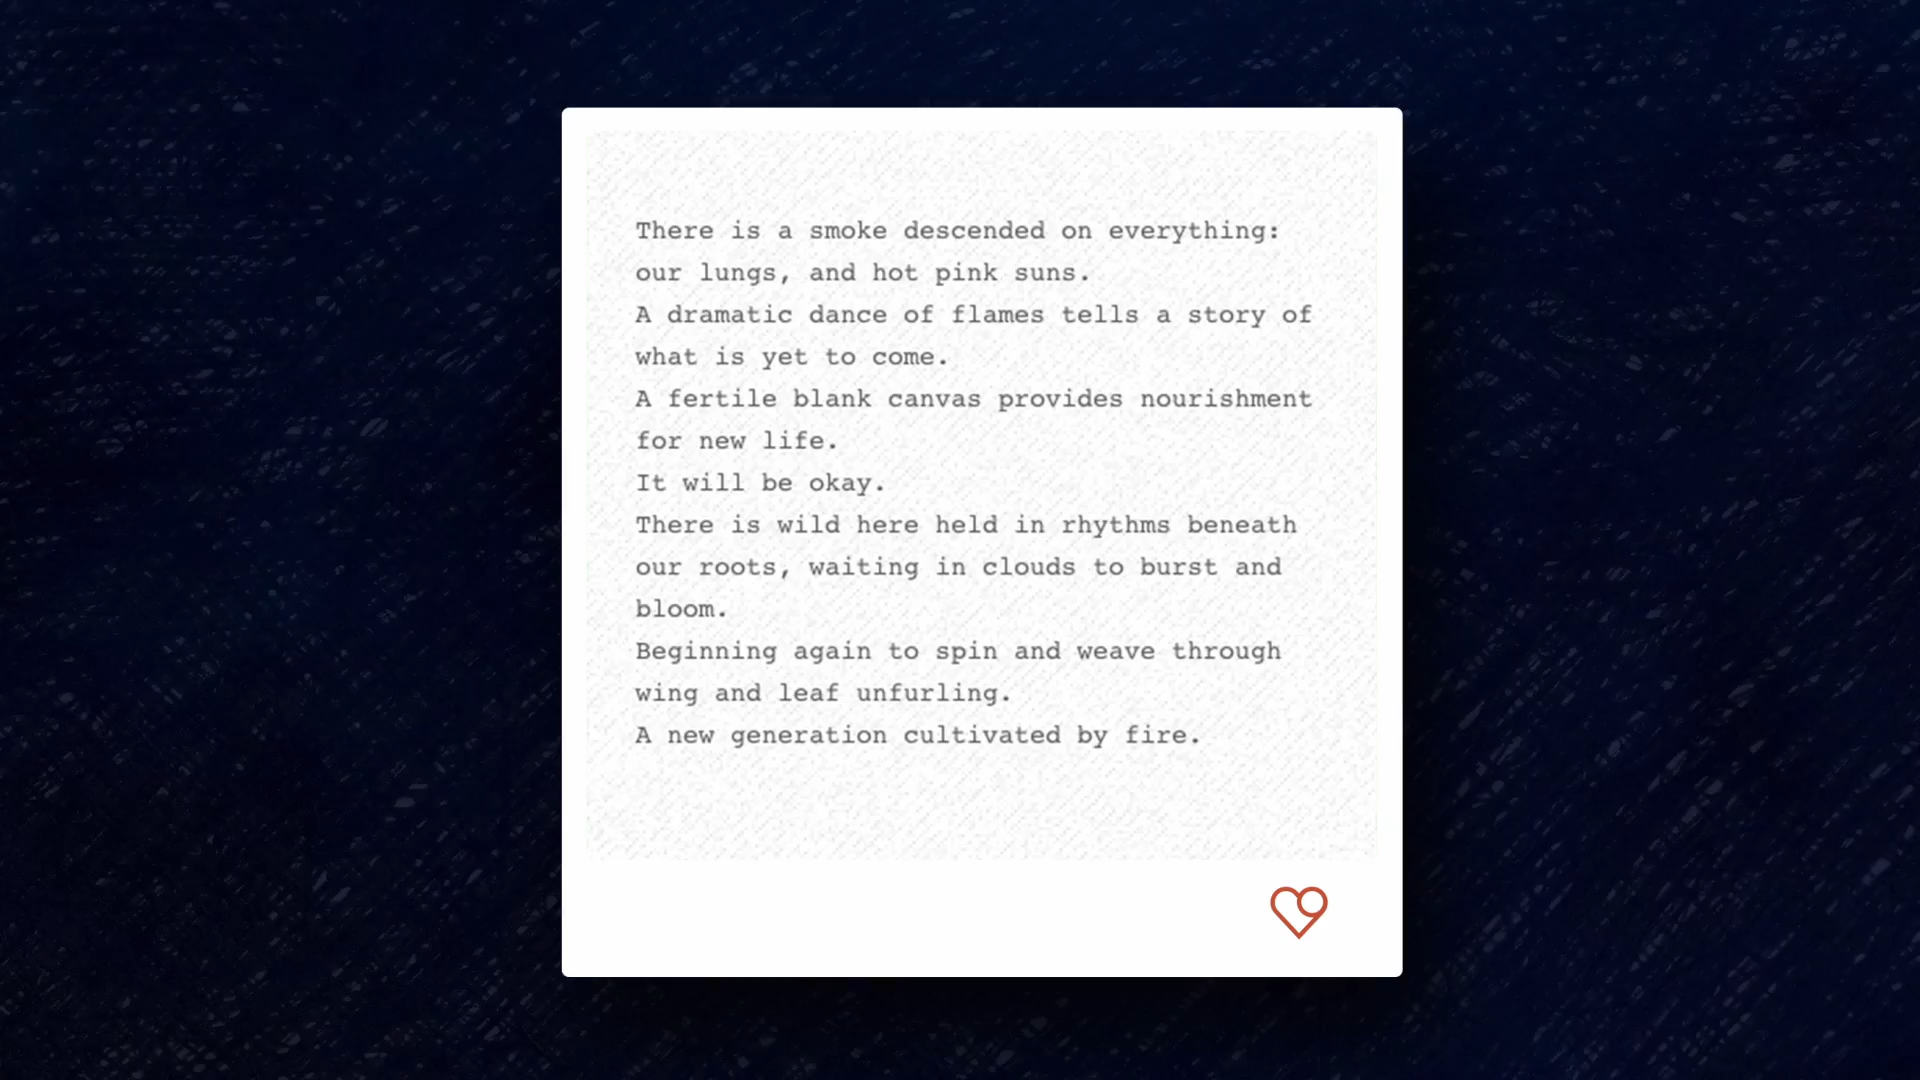 There is a smoke descended on everything:
our lungs, and hot pink suns.
A dramatic dance of flames tells a story of
what is yet to come.
A fertile blank canvas provides nourishment
for new life.
It will be okay.
There is wild here held in rhythms beneath
our roots, waiting in clouds to burst and
bloom.
Beginning again to spin and weave through
wing and leaf unfurling.
A new generation cultivated by fire.